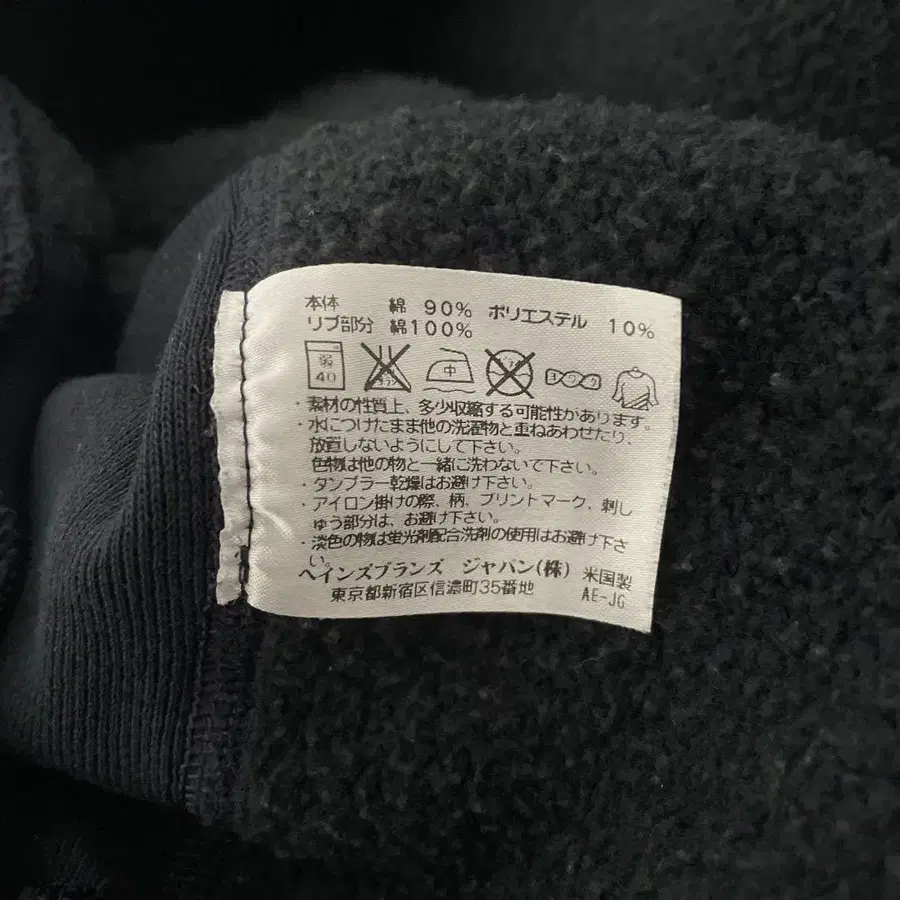 本体 綿 90% ポリエステル 10%
リブ部分 綿100%
弱 40 中 ヨワク
・素材の性質上、多少収縮する可能性があります。
・水につけたまま他の洗濯物と重ねあわせたり、
放置しないようにして下さい。
色物は他の物と一緒に洗わないで下さい。
・タンブラー乾燥はお避け下さい。
・アイロン掛けの際、柄、プリントマーク、刺し
ゅう部分は、お避け下さい。
・淡色の物は蛍光剤配合洗剤の使用はお避け下さ
い。
ヘインズブランズ ジャパン(株) 米国製
東京都新宿区信濃町35番地 AE-JG